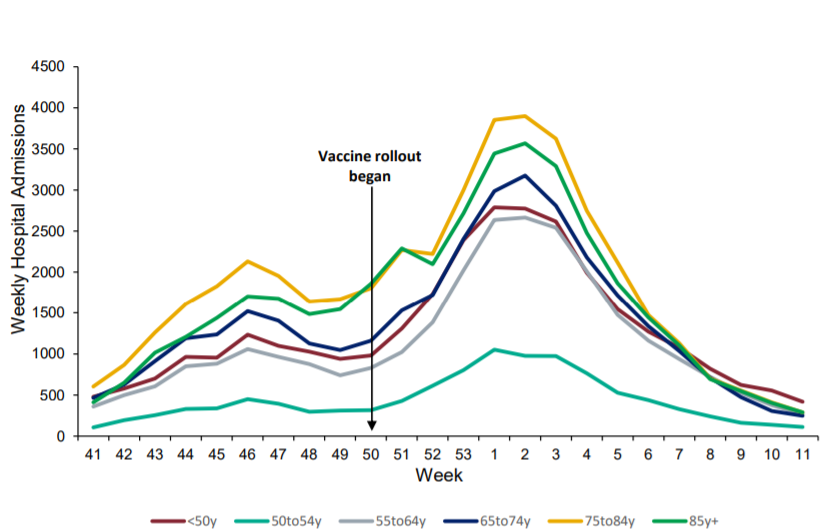 4500
4000
3500
3000
2500
2000
1500
1000
500
0
Weekly Hospital Admissions
Vaccine rollout
began
41 42 43 44 45 46 47 48 49 50 51 52 53 1 2 3 4 5 6 7 8 9 10 11
Week
<50y 50to54y 55to64y 65to74y 75to84y 85y+